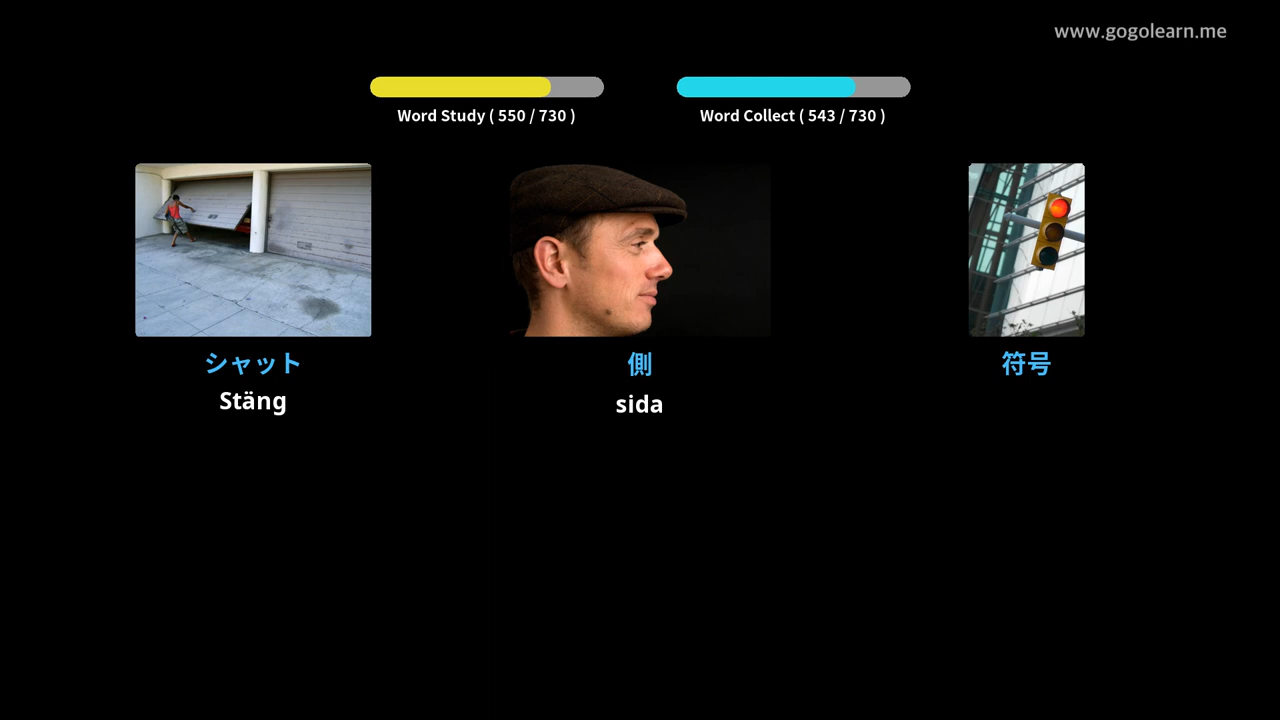 www.gogolearn.me
Word Study ( 550 / 730 )
Word Collect ( 543 / 730 )
シャット
側
符号
Stäng
sida